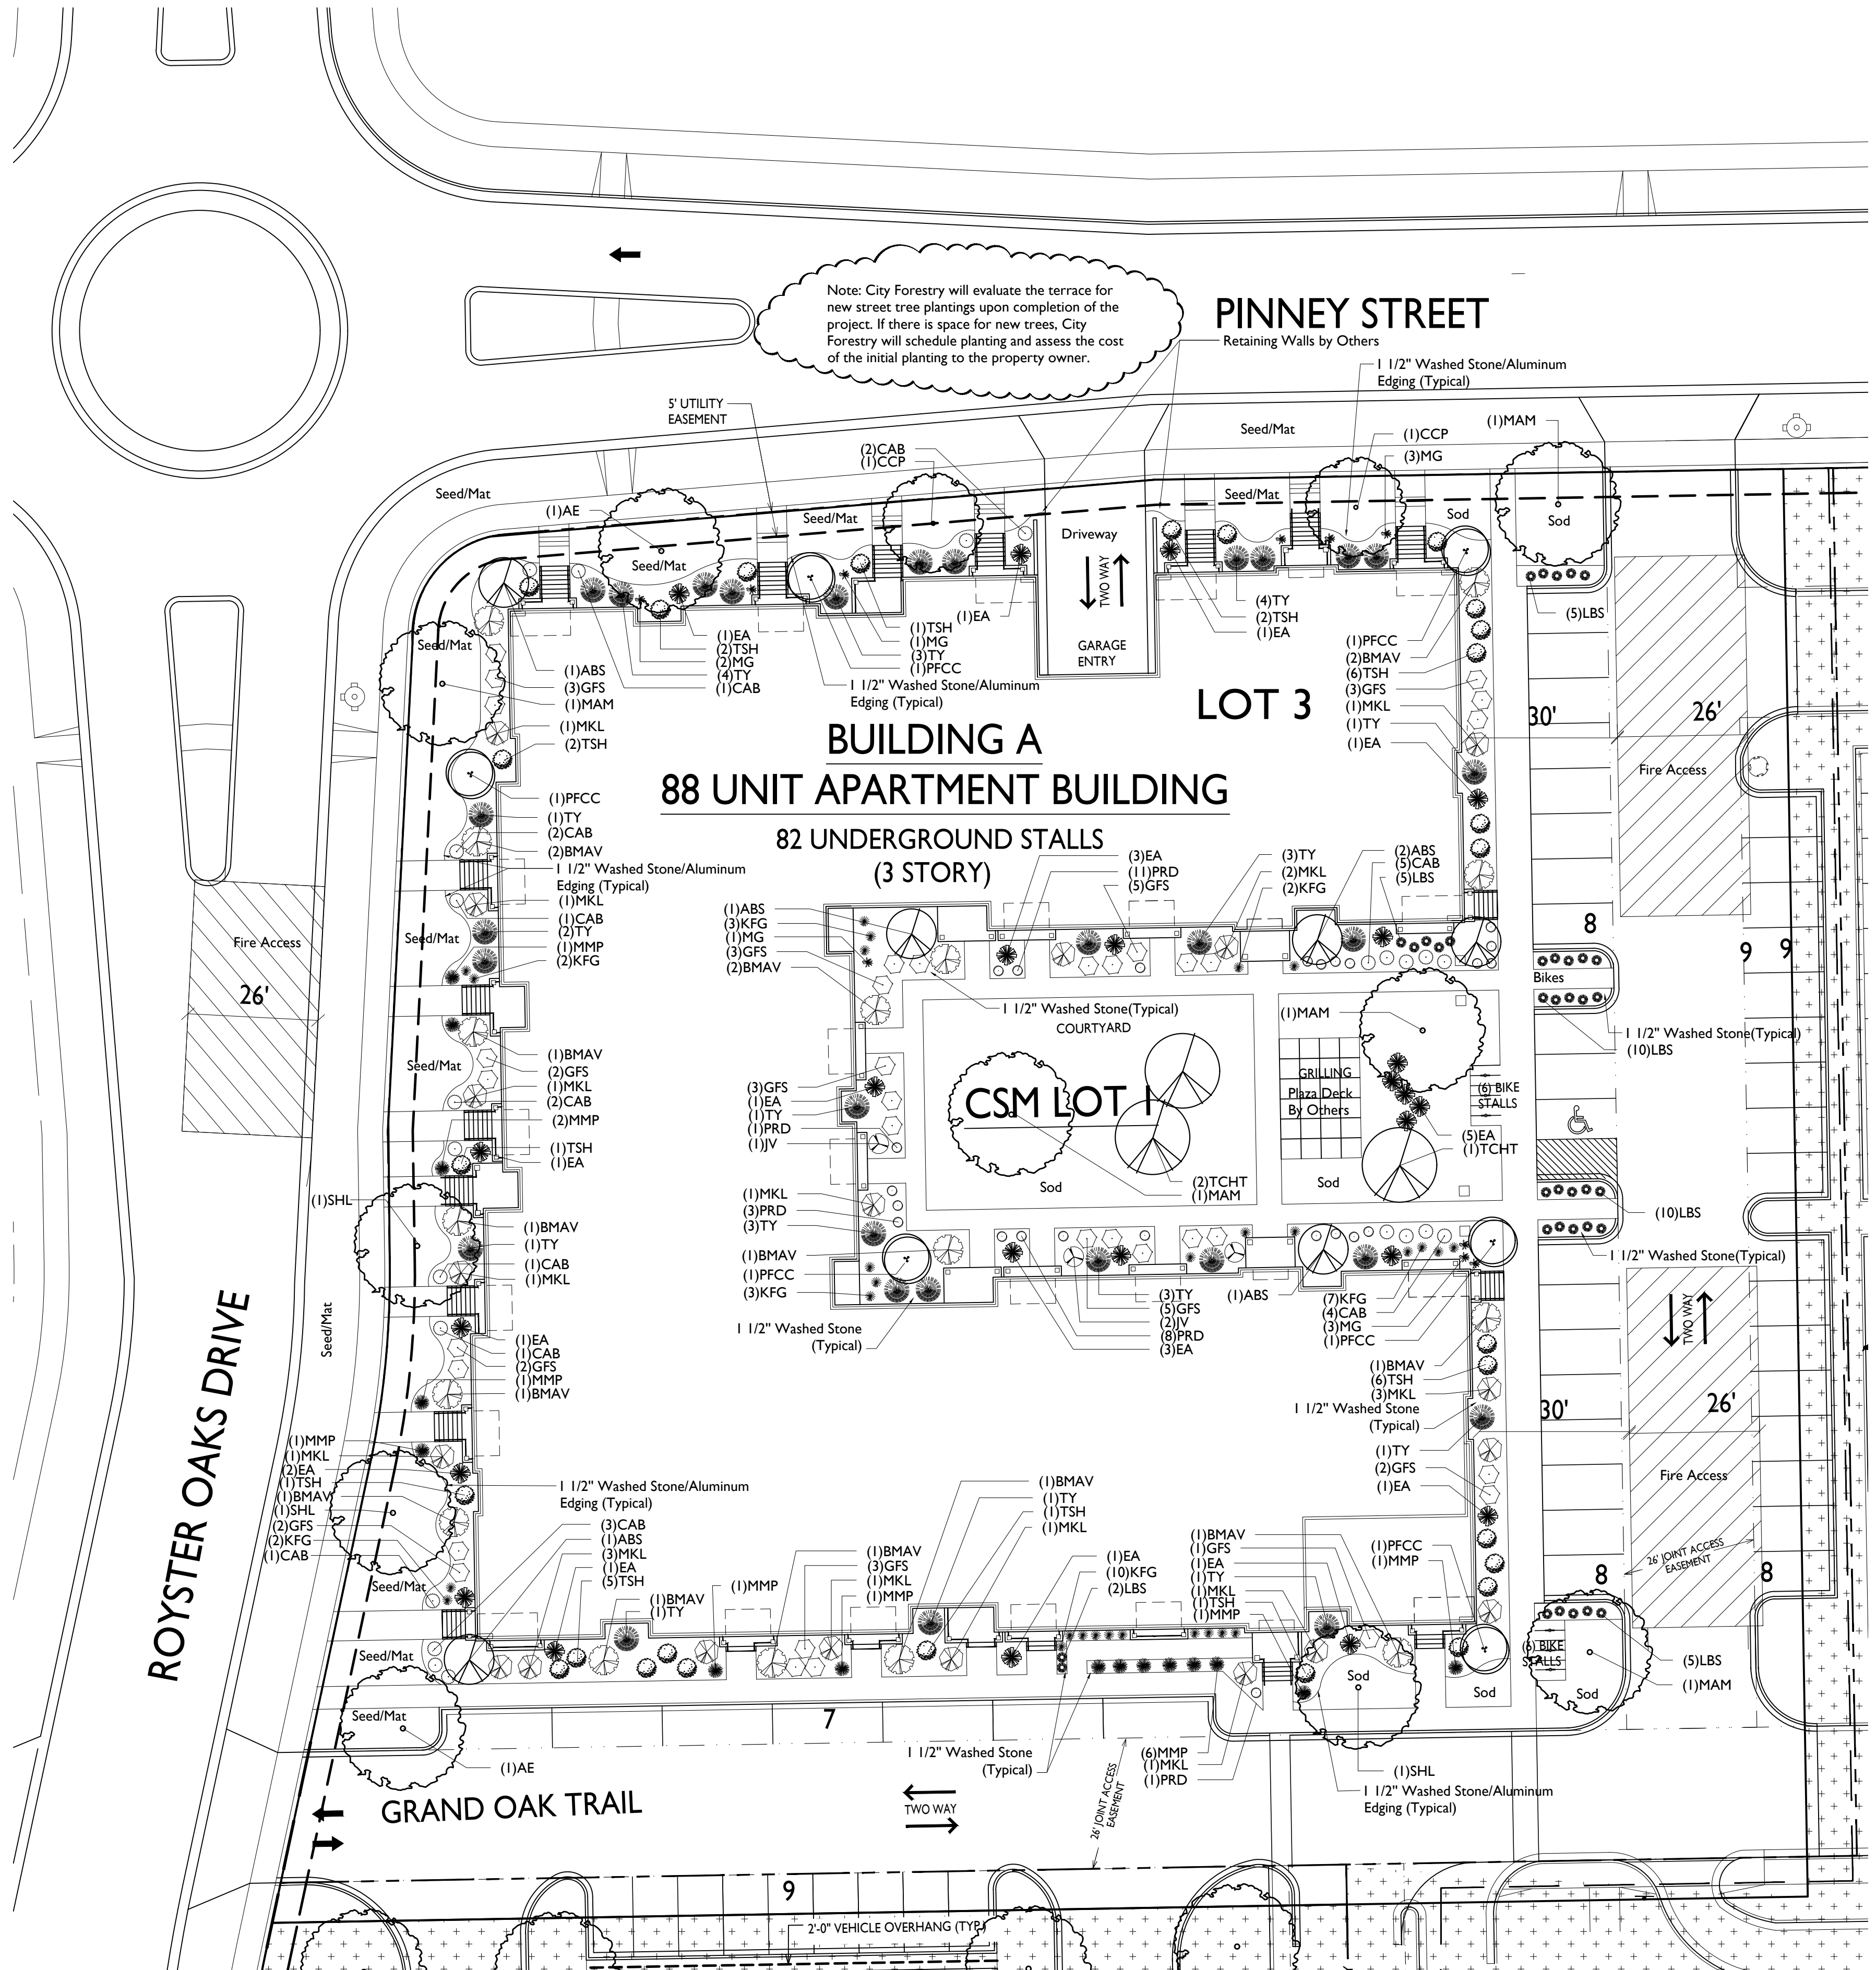 Note: City Forestry will evaluate the terrace for
new street tree plantings upon completion of the
project. If there is space for new trees, City
Forestry will schedule planting and assess the cost
of the initial planting to the property owner.
PINNEY STREET
Retaining Walls by Others
1 1/2" Washed Stone/Aluminum
Edging (Typical)
5' UTILITY
EASEMENT
(1)MAM
Seed/Mat
(1)CCP
(3)MG
(2)CAB
(1)CCP
Seed/Mat
(1)AE
Seed/Mat
Seed/Mat
Seed/Mat
Sod
Sod
Driveway
TWO WAY
GARAGE
ENTRY
(1)EA
(4)TY
(2)TSH
(1)EA
(5)LBS
(1)EA
(2)TSH
(2)MG
(4)TY
(1)CAB
(1)TSH
(1)MG
(3)TY
(1)PFCC
1 1/2" Washed Stone/Aluminum
Edging (Typical)
(1)PFCC
(2)BMAV
(6)TSH
(3)GFS
(1)MKL
(1)TY
(1)EA
Seed/Mat
(1)ABS
(3)GFS
(1)MAM
(1)MKL
(2)TSH
LOT 3
30'
26'
Fire Access
BUILDING A
88 UNIT APARTMENT BUILDING
82 UNDERGROUND STALLS
(3 STORY)
(1)PFCC
(1)TY
(2)CAB
(2)BMAV
1 1/2" Washed Stone/Aluminum
Edging (Typical)
(1)MKL
(1)CAB
(2)TY
(1)MMP
(2)KFG
Seed/Mat
Fire Access
26'
(3)EA
(11)PRD
(5)GFS
(3)TY
(2)MKL
(2)KFG
(2)ABS
(5)CAB
(5)LBS
(1)ABS
(3)KFG
(1)MG
(3)GFS
(2)BMAV
8
9
9
Bikes
1 1/2" Washed Stone(Typical)
(10)LBS
1 1/2" Washed Stone(Typical)
COURTYARD
(1)MAM
Seed/Mat
(1)BMAV
(2)GFS
(1)MKL
(2)CAB
(2)MMP
(1)TSH
(1)EA
(3)GFS
(1)EA
(1)TY
(1)PRD
(1)JV
CSM LOT 1
GRILLING
Plaza Deck
By Others
(6) BIKE
STALLS
(5)EA
(1)TCHT
(2)TCHT
(1)MAM
Sod
Sod
(1)SHL
(1)BMAV
(1)TY
(1)CAB
(1)MKL
(1)MKL
(3)PRD
(3)TY
(1)BMAV
(1)PFCC
(3)KFG
1 1/2" Washed Stone
(Typical)
(10)LBS
1 1/2" Washed Stone(Typical)
(3)TY
(5)GFS
(2)JV
(8)PRD
(3)EA
(1)ABS
(7)KFG
(4)CAB
(3)MG
(1)PFCC
TWO WAY
Seed/Mat
ROYSTER OAKS DRIVE
(1)EA
(1)CAB
(2)GFS
(1)MMP
(1)BMAV
(1)BMAV
(6)TSH
(3)MKL
1 1/2" Washed Stone
(Typical)
(1)TY
(2)GFS
(1)EA
30'
26'
Fire Access
26' JOINT ACCESS
EASEMENT
8
8
(1)MMP
(1)MKL
(2)EA
(1)TSH
(1)BMAV
(1)SHL
(2)GFS
(2)KFG
(1)CAB
Seed/Mat
1 1/2" Washed Stone/Aluminum
Edging (Typical)
(3)CAB
(1)ABS
(3)MKL
(1)EA
(5)TSH
(1)BMAV
(1)TY
(1)MMP
(1)BMAV
(3)GFS
(1)MKL
(1)MMP
(1)BMAV
(1)TY
(1)TSH
(1)MKL
(1)EA
(10)KFG
(2)LBS
(1)BMAV
(1)GFS
(1)EA
(1)TY
(1)MKL
(1)TSH
(1)MMP
(1)PFCC
(1)MMP
(6) BIKE
STALLS
Sod
(5)LBS
(1)MAM
Sod
Sod
Seed/Mat
Seed/Mat
(1)AE
7
1 1/2" Washed Stone
(Typical)
(6)MMP
(1)MKL
(1)PRD
(1)SHL
1 1/2" Washed Stone/Aluminum
Edging (Typical)
GRAND OAK TRAIL
TWO WAY
26' JOINT ACCESS
EASEMENT
9
2'-0" VEHICLE OVERHANG (TYP